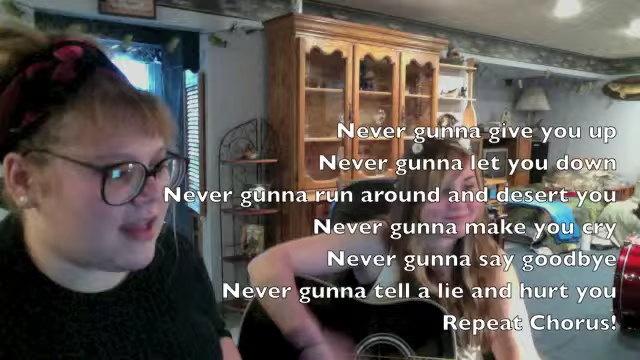 Never gunna give you up
Never gunna let you down
Never gunna run around and desert you
Never gunna make you cry
Never gunna say goodbye
Never gunna tell a lie and hurt you
Repeat Chorus!